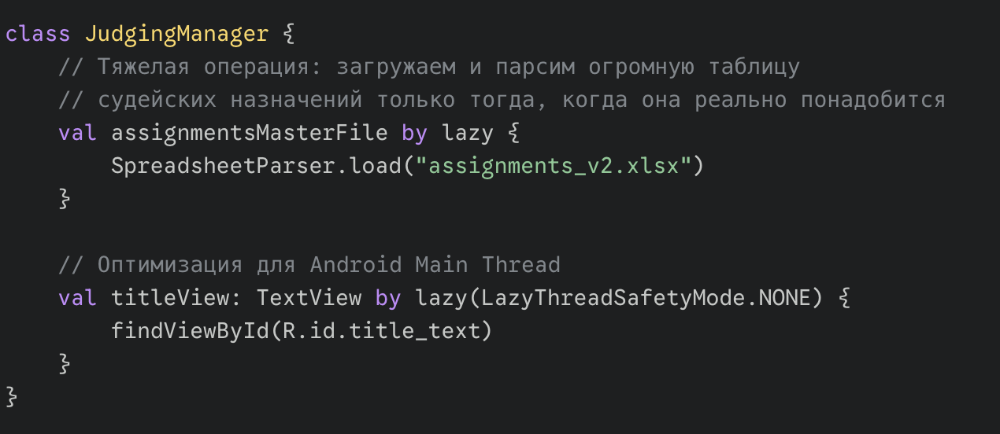 class JudgingManager {
    // Тяжелая операция: загружаем и парсим огромную таблицу
    // судейских назначений только тогда, когда она реально понадобится
    val assignmentsMasterFile by lazy {
        SpreadsheetParser.load("assignments_v2.xlsx")
    }

    // Оптимизация для Android Main Thread
    val titleView: TextView by lazy(LazyThreadSafetyMode.NONE) {
        findViewById(R.id.title_text)
    }
}